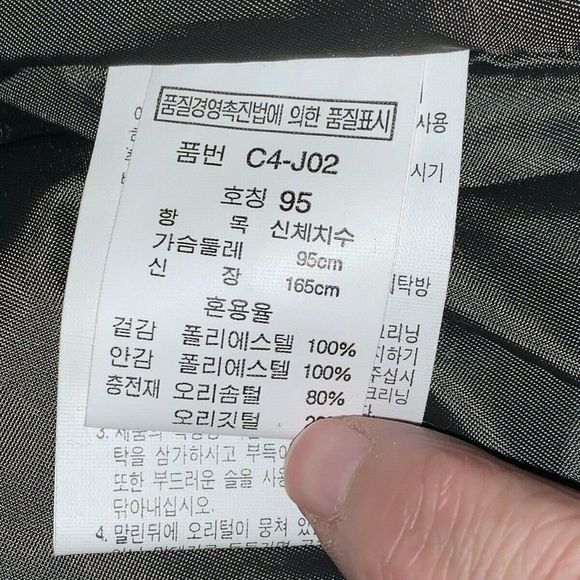 품질경영촉진법에 의한 품질표시
품번 C4-J02
호칭 95
항 목 신체치수
가슴둘레 95cm
신 장 165cm
혼용율
겉감 폴리에스텔 100%
안감 폴리에스텔 100%
충전재 오리솜털 80%
오리깃털
사용
시기
탁방
리닝
지하기
주십시
크리닝
3. 제품의
탁을 삼가하시고 부득이
또한 부드러운 솔을 사용
닦아내십시오.
4. 말린뒤에 오리털이 뭉쳐 있